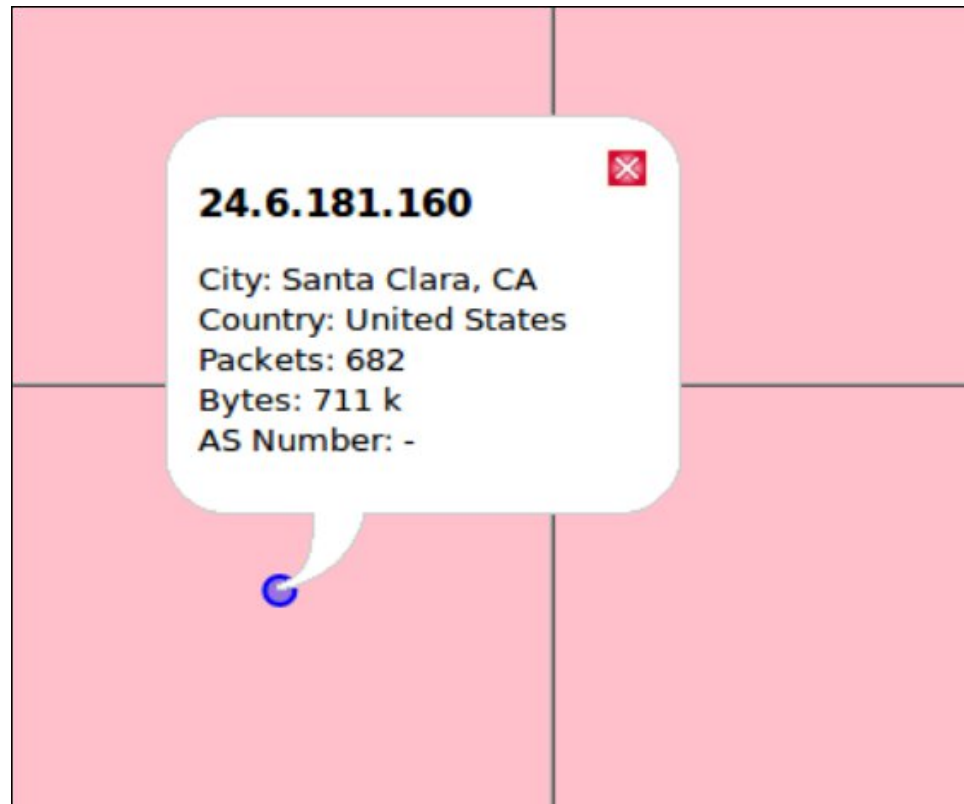 24.6.181.160
City: Santa Clara, CA
Country: United States
Packets: 682
Bytes: 711 k
AS Number: -